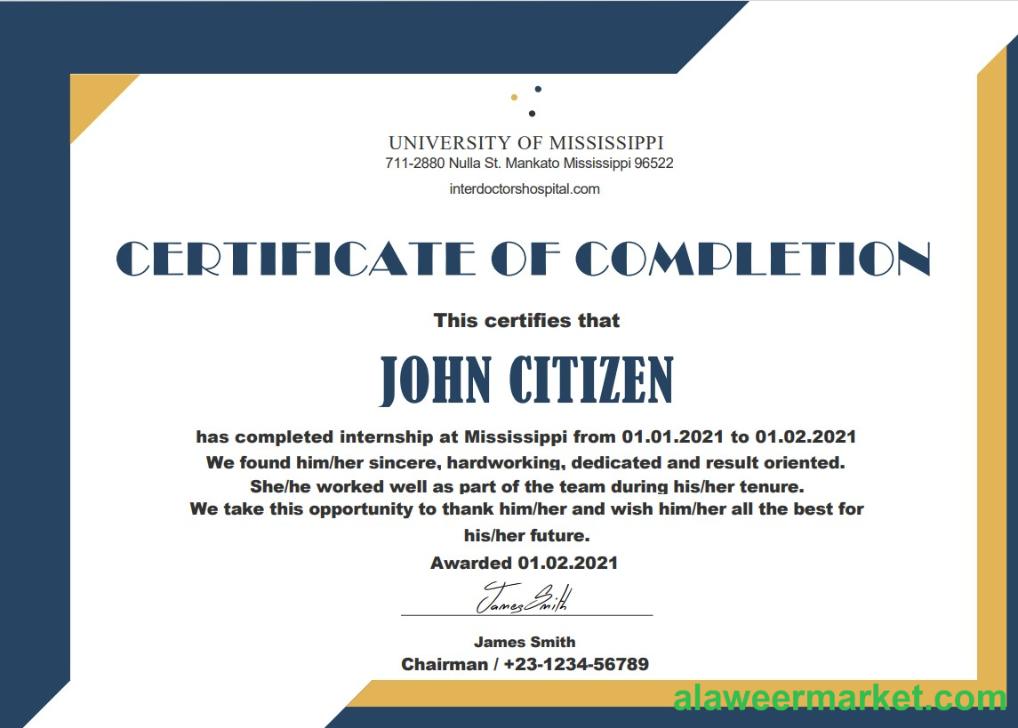 UNIVERSITY OF MISSISSIPPI
711-2880 Nulla St. Mankato Mississippi 96522
interdoctorshospital.com
CERTIFICATE OF COMPLETION
This certifies that
JOHN CITIZEN
has completed internship at Mississippi from 01.01.2021 to 01.02.2021
We found him/her sincere, hardworking, dedicated and result oriented.
She/he worked well as part of the team during his/her tenure.
We take this opportunity to thank him/her and wish him/her all the best for
his/her future.
Awarded 01.02.2021
James Smith
James Smith
Chairman / +23-1234-56789
alaweermarket.com